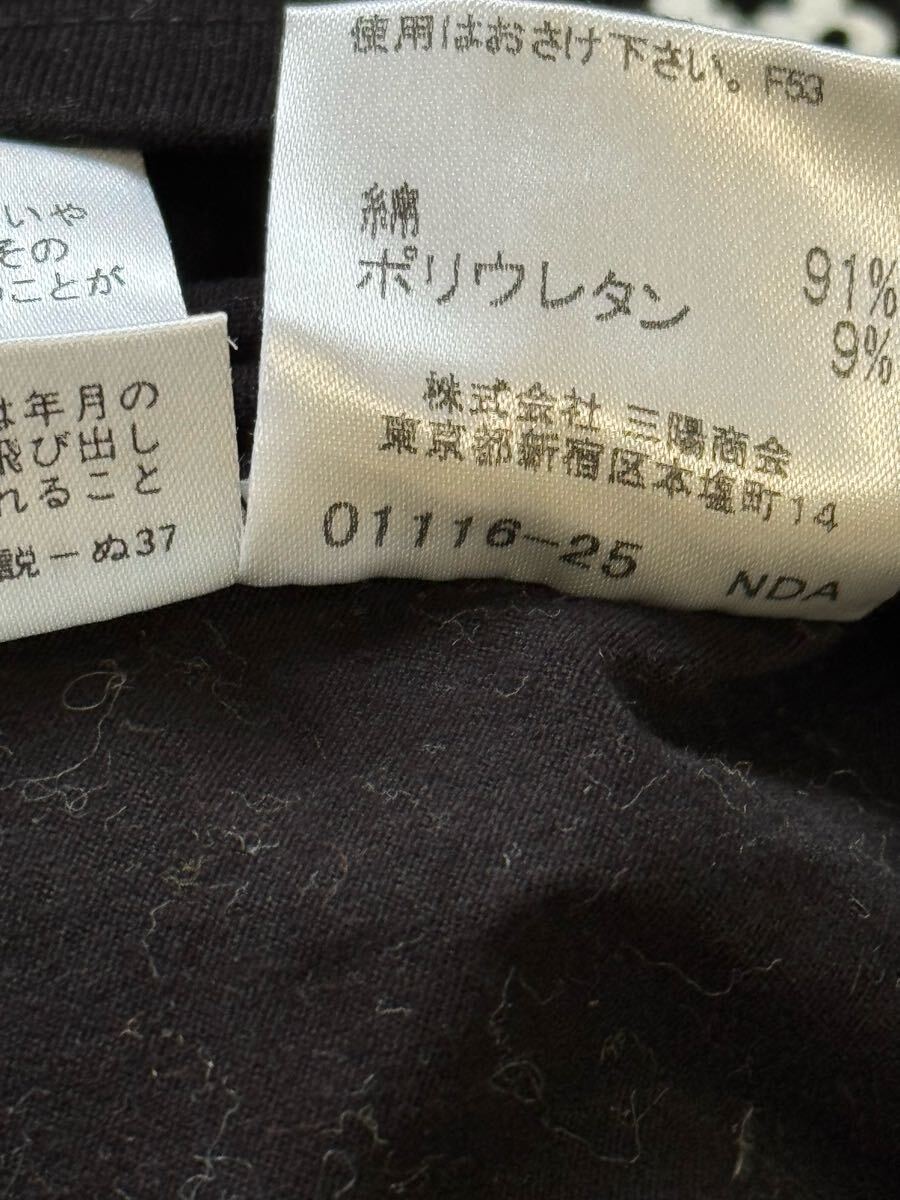 使用はおさけ下さい。F53
綿 91%
ポリウレタン 9%
株式会社 三陽商会
東京都新宿区本塩町14
01116-25 NDA
いや
その
ことが
は年月の
飛び出し
れること
説-ぬ37